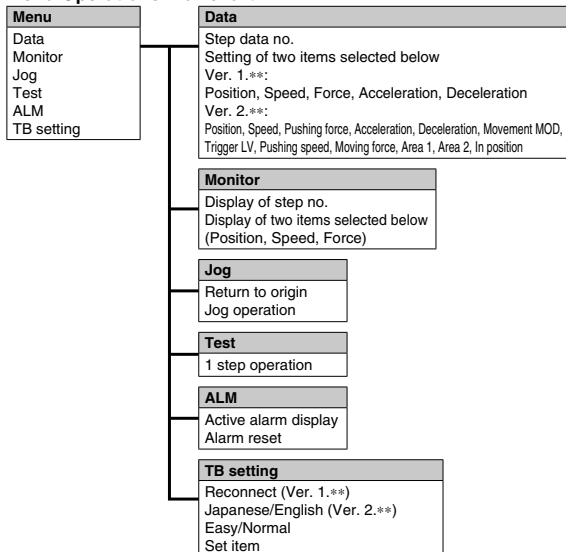 Menu
Data
Monitor
Jog
Test
ALM
TB setting
Data
Step data no.
Setting of two items selected below
Ver. 1.∗∗:
Position, Speed, Force, Acceleration, Deceleration
Ver. 2.∗∗:
Position, Speed, Pushing force, Acceleration, Deceleration, Movement MOD,
Trigger LV, Pushing speed, Moving force, Area 1, Area 2, In position
Monitor
Display of step no.
Display of two items selected below
(Position, Speed, Force)
Jog
Return to origin
Jog operation
Test
1 step operation
ALM
Active alarm display
Alarm reset
TB setting
Reconnect (Ver. 1.∗∗)
Japanese/English (Ver. 2.∗∗)
Easy/Normal
Set item